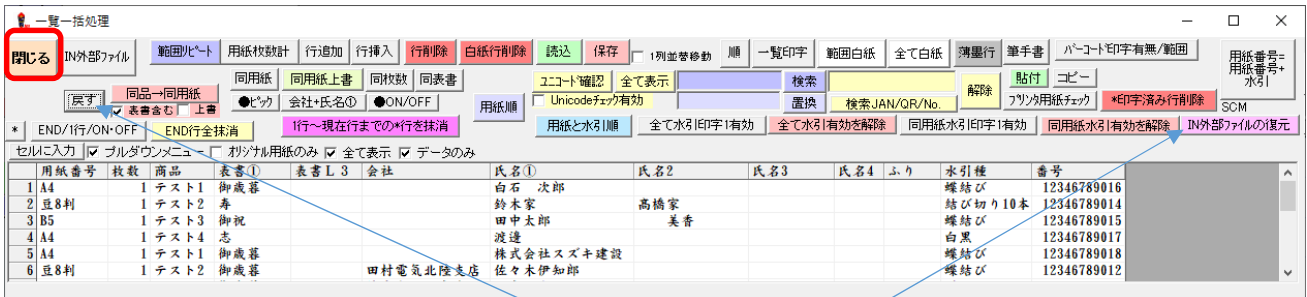 一覧一括処理
閉じる IN外部ファイル 範囲リピート 用紙枚数計 行追加 行挿入 行削除 白紙行削除 読込 保存 1列並替移動 順 一覧印字 範囲白紙 全て白紙 薄墨行 筆手書 バーコード印字有無/範囲 用紙番号=用紙番号+水引
同用紙 同用紙上書 同枚数 同表書 ユニコード確認 全て表示 検索 解除 貼付 コピー
戻す 同品→同用紙 表書含む 上書 ●ピック 会社+氏名① ●ON/OFF 用紙順 Unicodeチェック有効 置換 検索JAN/QR/No. プリンタ用紙チェック *印字済み行削除 SCM
* END/1行/ON・OFF END行全抹消 1行～現在行までの*行を抹消 用紙と水引順 全て水引印字1有効 全て水引有効を解除 同用紙水引印字1有効 同用紙水引有効を解除 IN外部ファイルの復元
セルに入力 プルダウンメニュー オリジナル用紙のみ 全て表示 データのみ
用紙番号 枚数 商品 表書① 表書L3 会社 氏名① 氏名2 氏名3 氏名4 ふり 水引種 番号
1 A4 1 テスト1 御歳暮 白石 次郎 蝶結び 12346789016
2 豆8判 1 テスト2 寿 鈴木家 高橋家 結び切り10本 12346789014
3 B5 1 テスト3 御祝 田中太郎 美香 蝶結び 12346789015
4 A4 1 テスト4 志 渡邉 白黒 12346789017
5 A4 1 テスト1 御歳暮 株式会社スズキ建設 蝶結び 12346789018
6 豆8判 1 テスト2 御歳暮 田村電気北陸支店 佐々木伊知郎 蝶結び 12346789012